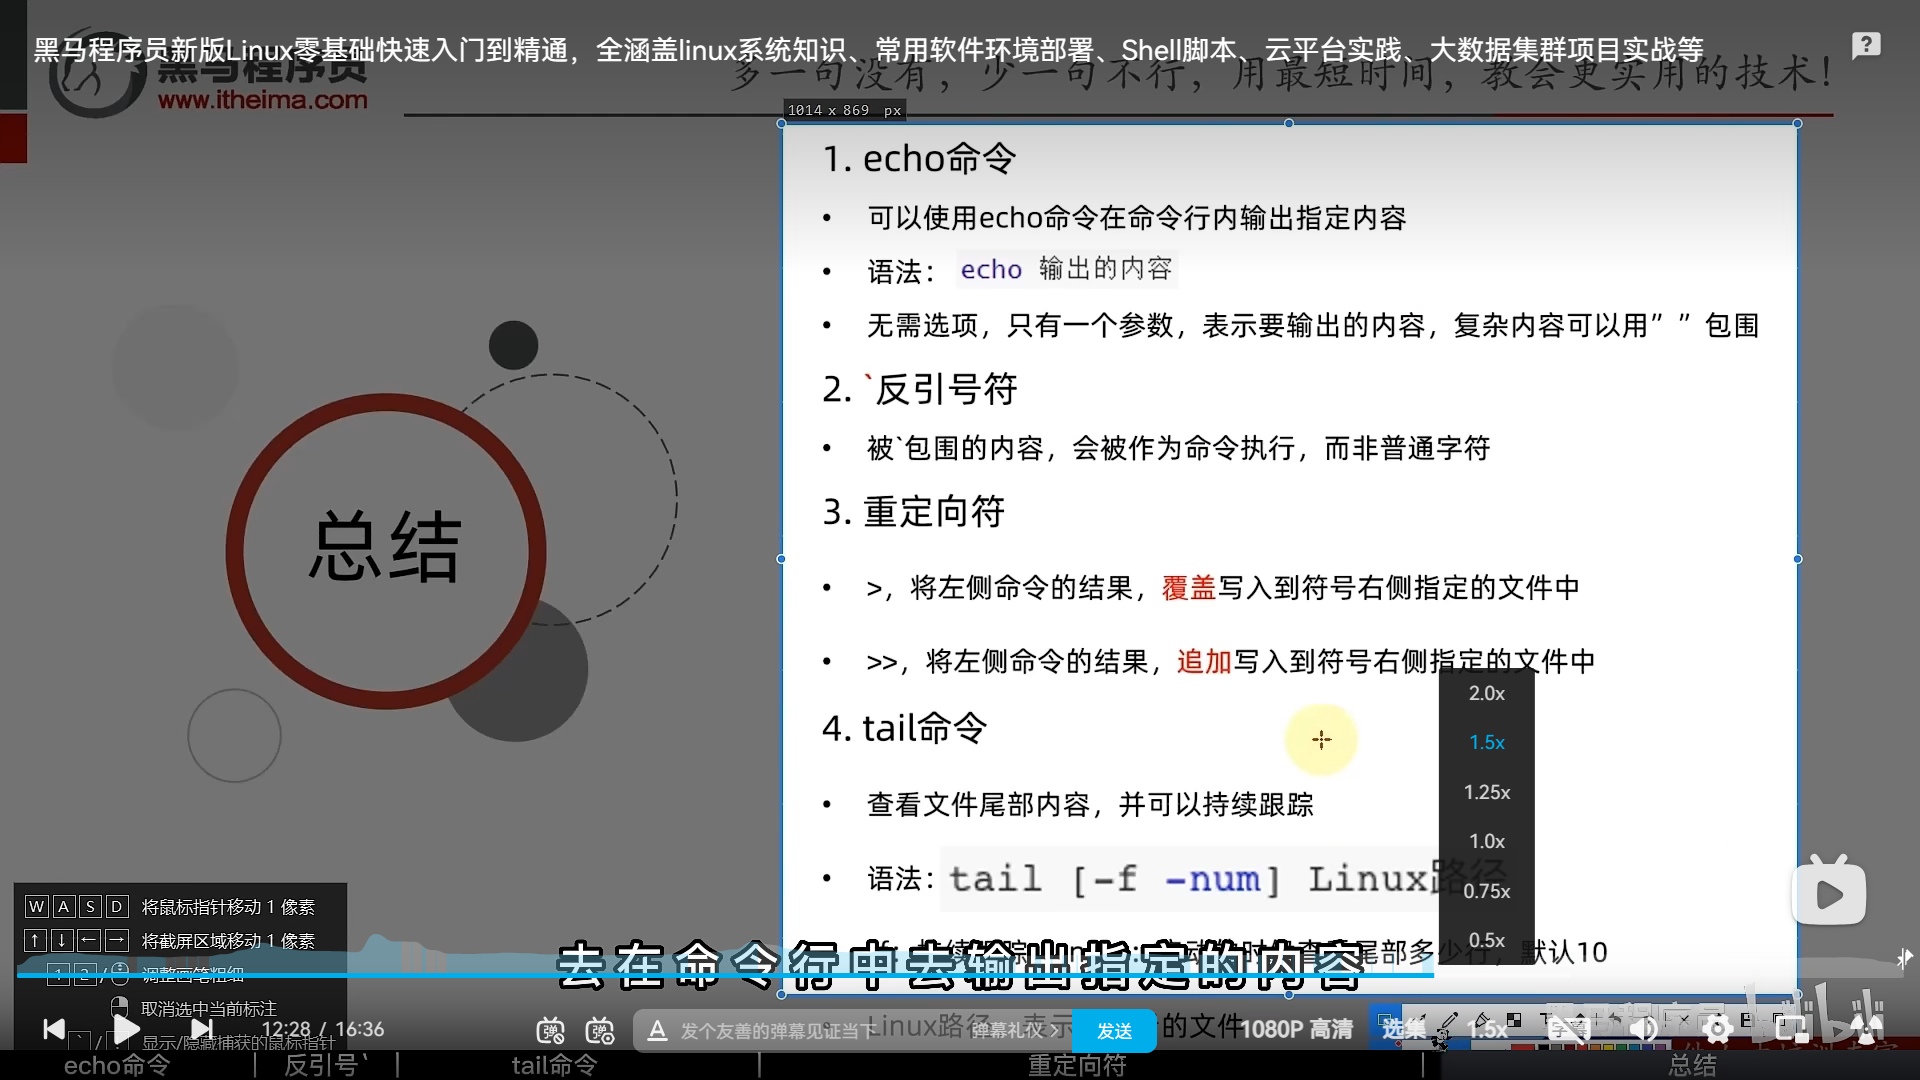 黑马程序员新版Linux零基础快速入门到精通，全涵盖linux系统知识、常用软件环境部署、Shell脚本、云平台实践、大数据集群项目实战等
黑马程序员
www.itheima.com
多一句没有，少一句不行，用最短时间，教会更实用的技术！
1014 x 869 px
1. echo命令
• 可以使用echo命令在命令行内输出指定内容
• 语法： echo 输出的内容
• 无需选项，只有一个参数，表示要输出的内容，复杂内容可以用” ” 包围
2. `反引号符
• 被`包围的内容，会被作为命令执行，而非普通字符
3. 重定向符
• >，将左侧命令的结果，覆盖写入到符号右侧指定的文件中
• >>，将左侧命令的结果，追加写入到符号右侧指定的文件中
总结
4. tail命令
• 查看文件尾部内容，并可以持续跟踪
• 语法： tail [-f -num] Linux路径
2.0x
1.5x
1.25x
1.0x
0.75x
0.5x
W A S D 将鼠标指针移动 1 像素
↑ ↓ ← → 将截屏区域移动 1 像素
1 2 / 调整画笔粗细
取消选中当前标注
显示/隐藏捕获的鼠标指针
尾部多少行，默认10
去在命令行中去输出指定的内容
12:28 / 16:36
发个友善的弹幕见证当下
弹幕礼仪 >
发送
Linux路径，表示
的文件
1080P 高清
选集
1.5x
字幕
bilibili
echo命令
反引号`
tail命令
重定向符
总结